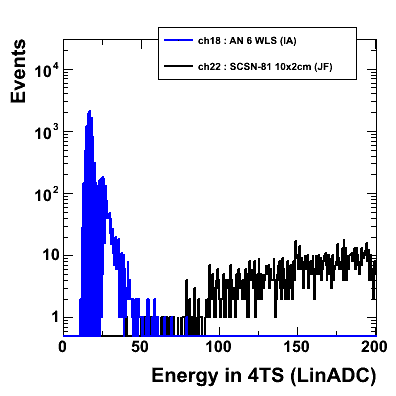 Events
ch18 : AN 6 WLS (IA)
ch22 : SCSN-81 10x2cm (JF)
10⁴
10³
10²
10
1
0 50 100 150 200
Energy in 4TS (LinADC)